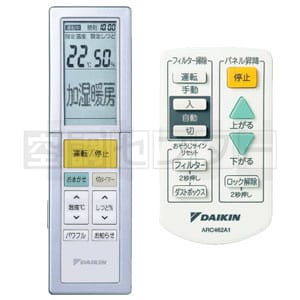 22℃ 50%
加湿暖房
運転/停止
おまかせ
切タイマー
温度℃
しつど%
パワフル
お知らせ
DAIKIN
フィルター掃除
運転
手動
入
自動
切
おそうじサイン
リセット
フィルター
2秒押し
ダストボックス
パネル昇降
停止
上がる
下がる
ロック解除
2秒押し
DAIKIN
ARC462A1